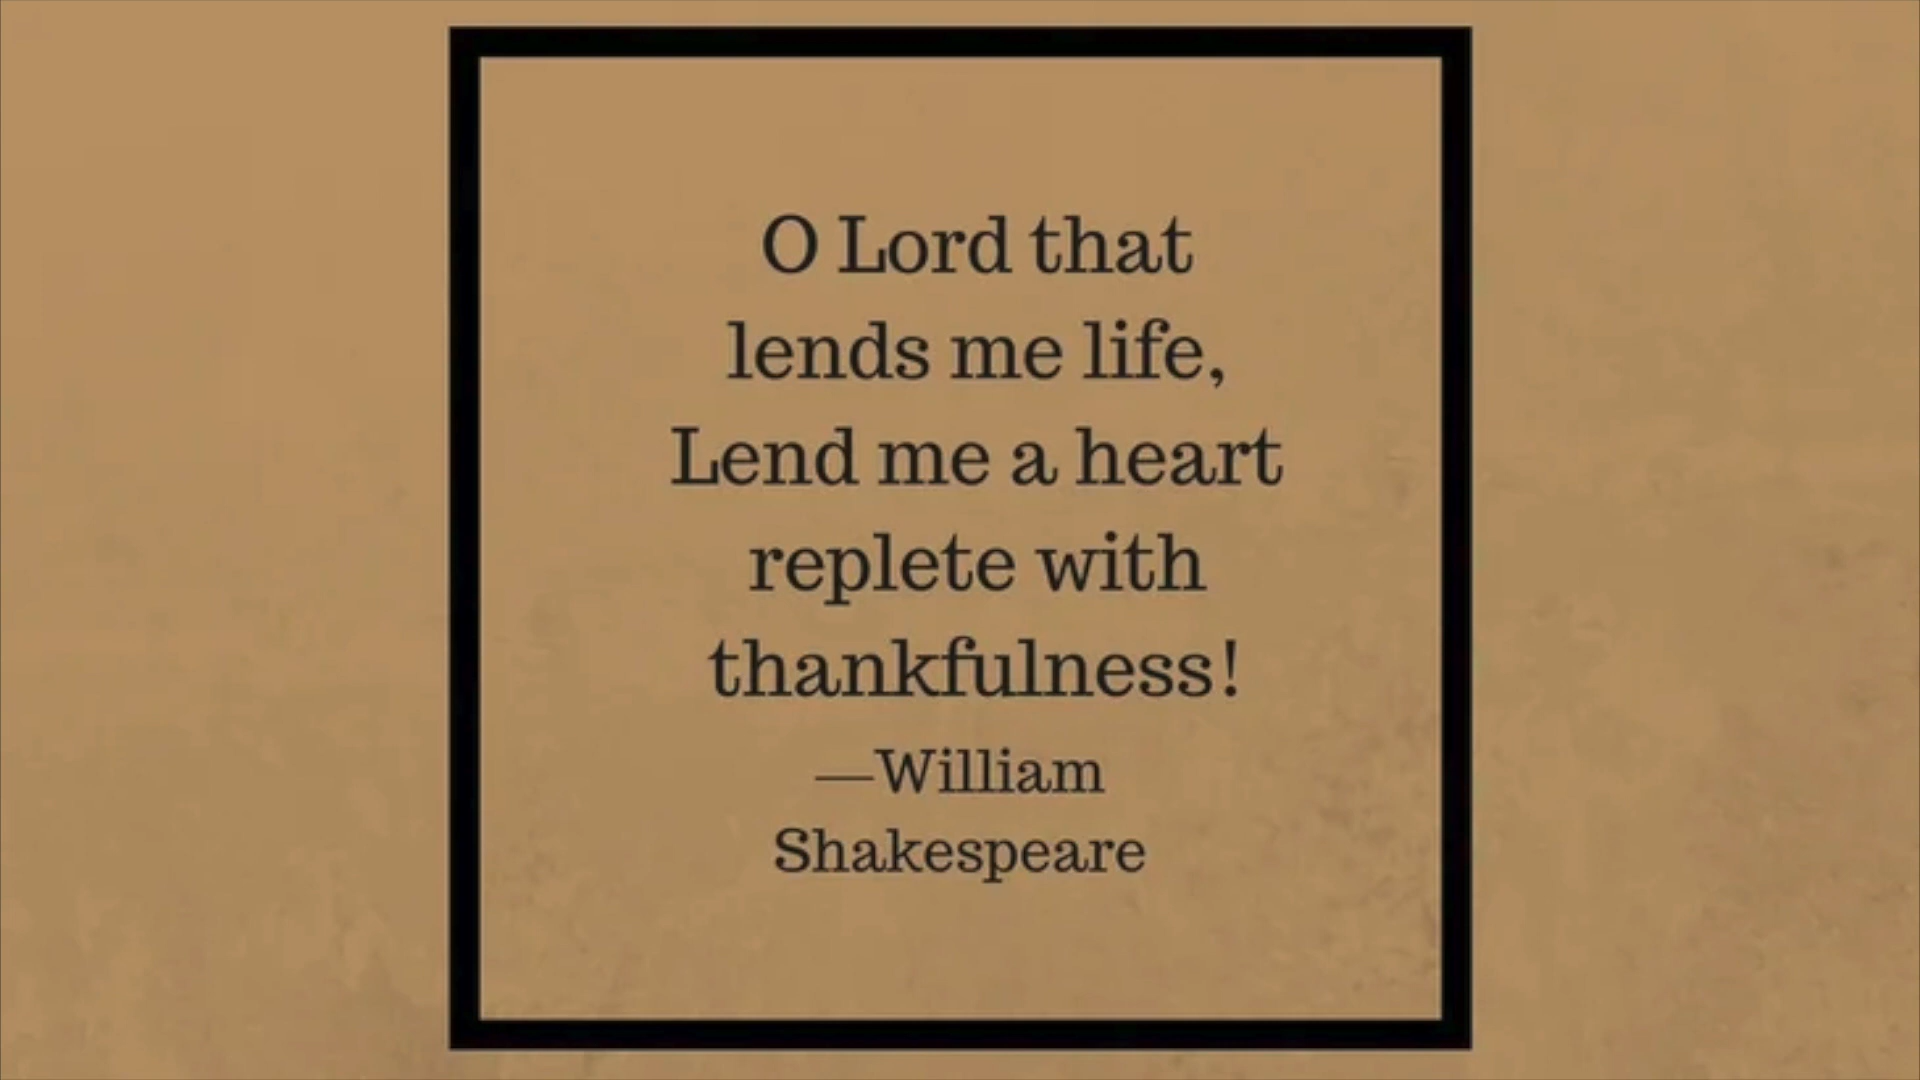 O Lord that
lends me life,
Lend me a heart
replete with
thankfulness!
—William
Shakespeare